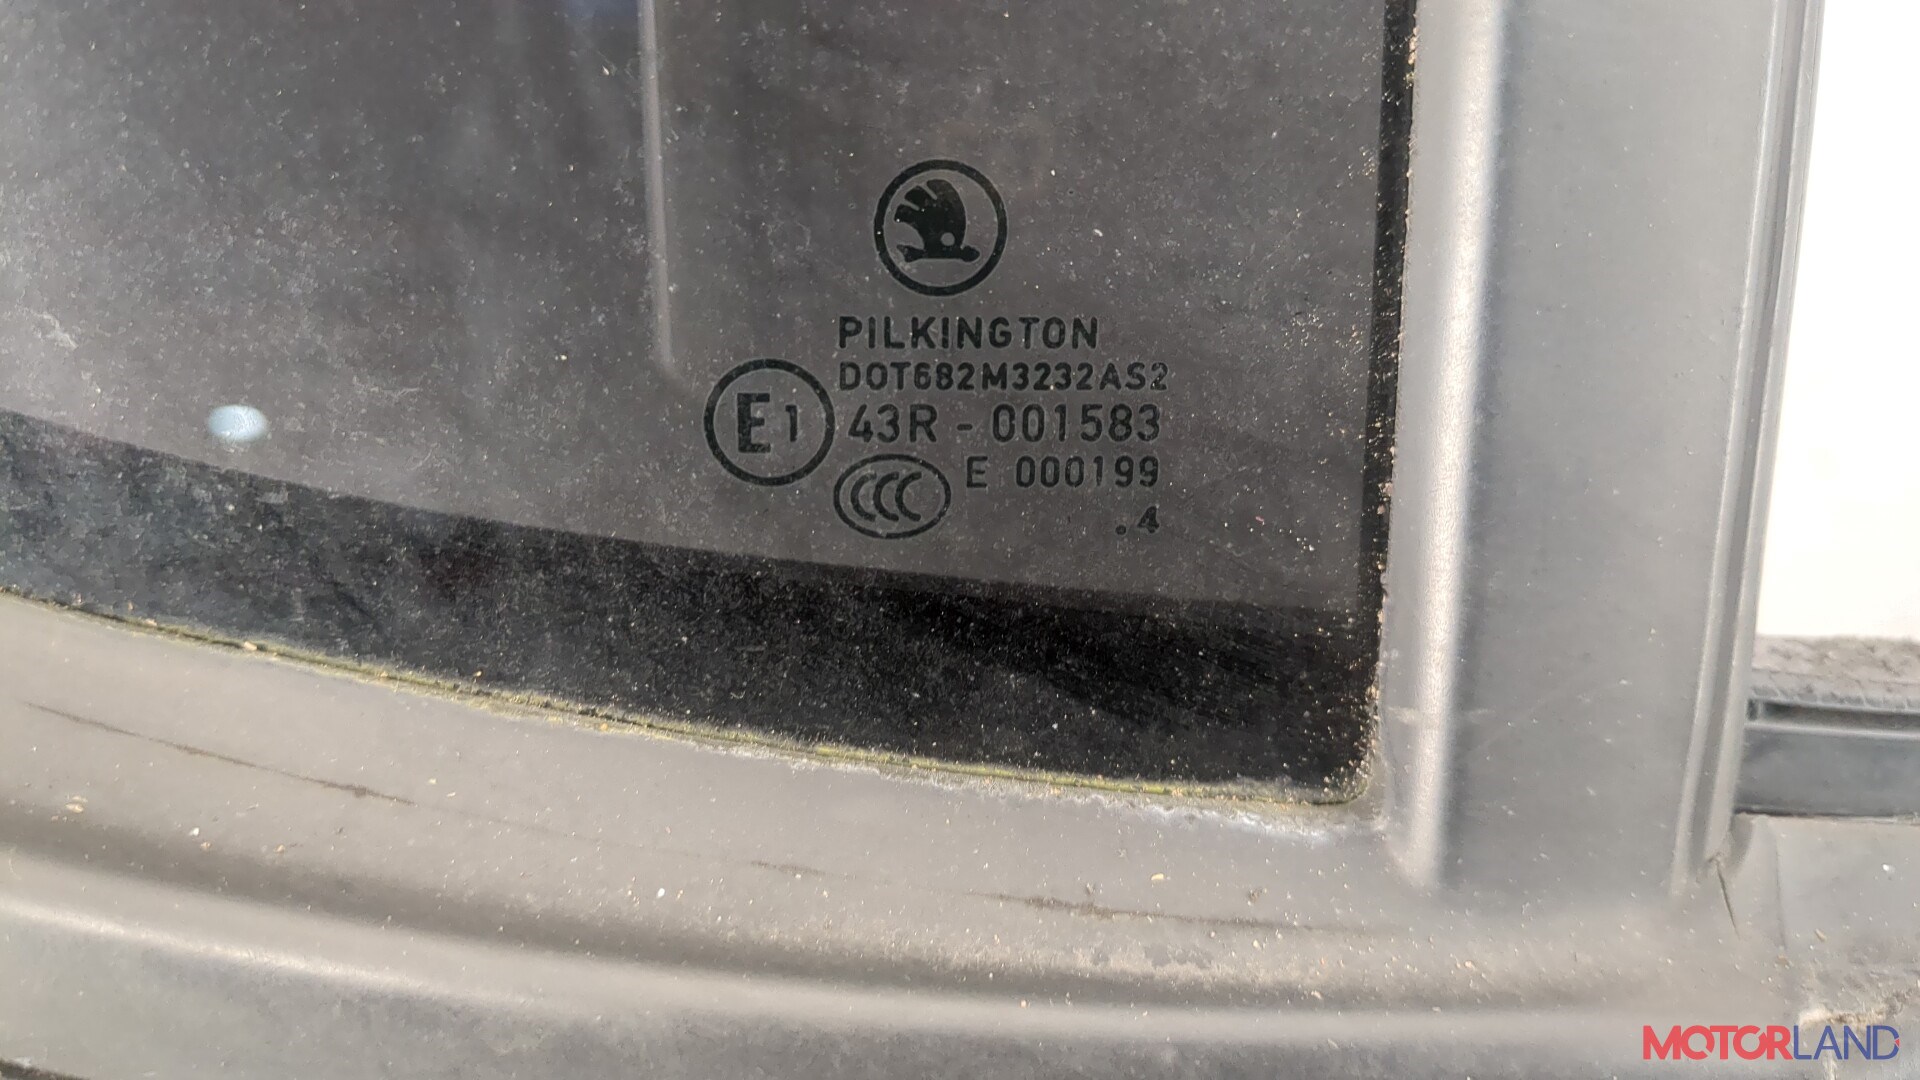 PILKINGTON
DOT682M3232AS2
E1 43R - 001583
CCC E 000199
.4
MOTORLAND